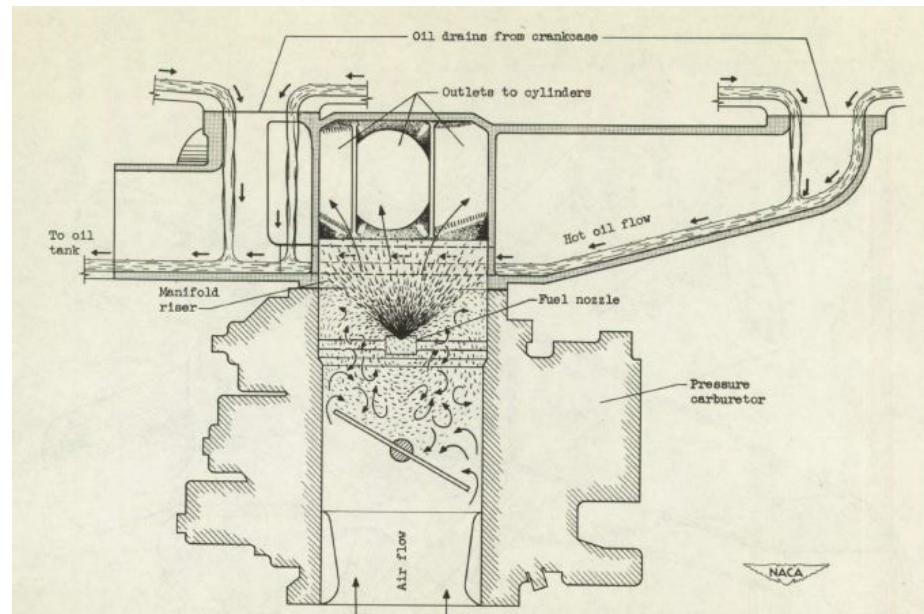 Oil drains from crankcase
Outlets to cylinders
To oil
tank
Hot oil flow
Manifold
riser
Fuel nozzle
Pressure
carburetor
Air flow
NACA